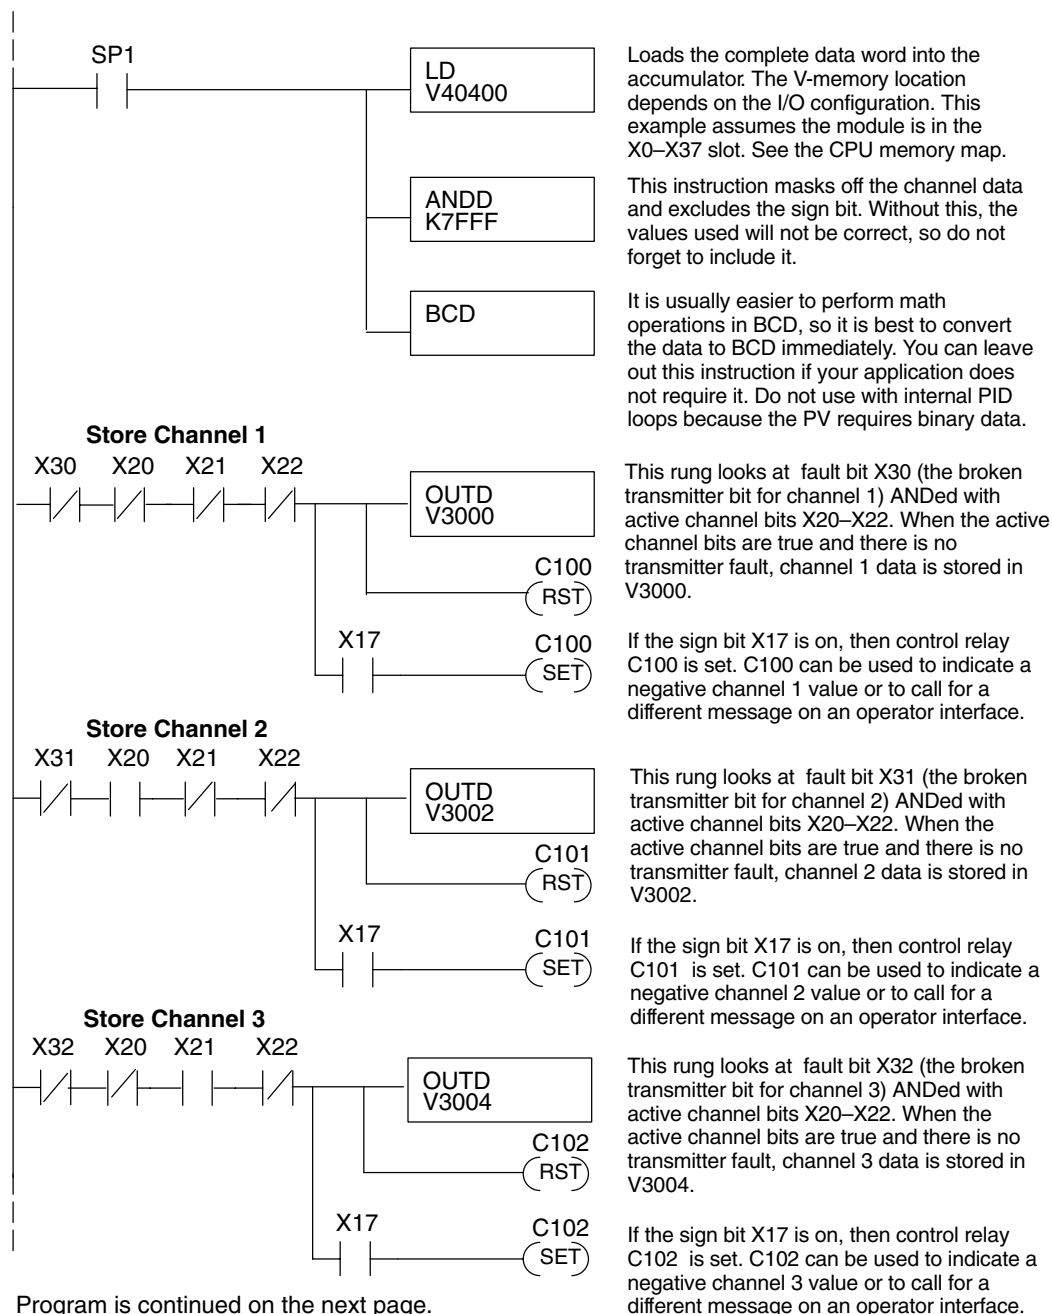 SP1
LD
V40400
Loads the complete data word into the
accumulator. The V-memory location
depends on the I/O configuration. This
example assumes the module is in the
X0–X37 slot. See the CPU memory map.
ANDD
K7FFF
This instruction masks off the channel data
and excludes the sign bit. Without this, the
values used will not be correct, so do not
forget to include it.
BCD
It is usually easier to perform math
operations in BCD, so it is best to convert
the data to BCD immediately. You can leave
out this instruction if your application does
not require it. Do not use with internal PID
loops because the PV requires binary data.
Store Channel 1
X30 X20 X21 X22
OUTD
V3000
C100
RST
This rung looks at fault bit X30 (the broken
transmitter bit for channel 1) ANDed with
active channel bits X20–X22. When the active
channel bits are true and there is no
transmitter fault, channel 1 data is stored in
V3000.
X17
C100
SET
If the sign bit X17 is on, then control relay
C100 is set. C100 can be used to indicate a
negative channel 1 value or to call for a
different message on an operator interface.
Store Channel 2
X31 X20 X21 X22
OUTD
V3002
C101
RST
This rung looks at fault bit X31 (the broken
transmitter bit for channel 2) ANDed with
active channel bits X20–X22. When the
active channel bits are true and there is no
transmitter fault, channel 2 data is stored in
V3002.
X17
C101
SET
If the sign bit X17 is on, then control relay
C101 is set. C101 can be used to indicate a
negative channel 2 value or to call for a
different message on an operator interface.
Store Channel 3
X32 X20 X21 X22
OUTD
V3004
C102
RST
This rung looks at fault bit X32 (the broken
transmitter bit for channel 3) ANDed with
active channel bits X20–X22. When the
active channel bits are true and there is no
transmitter fault, channel 3 data is stored in
V3004.
X17
C102
SET
If the sign bit X17 is on, then control relay
C102 is set. C102 can be used to indicate a
negative channel 3 value or to call for a
different message on an operator interface.
Program is continued on the next page.